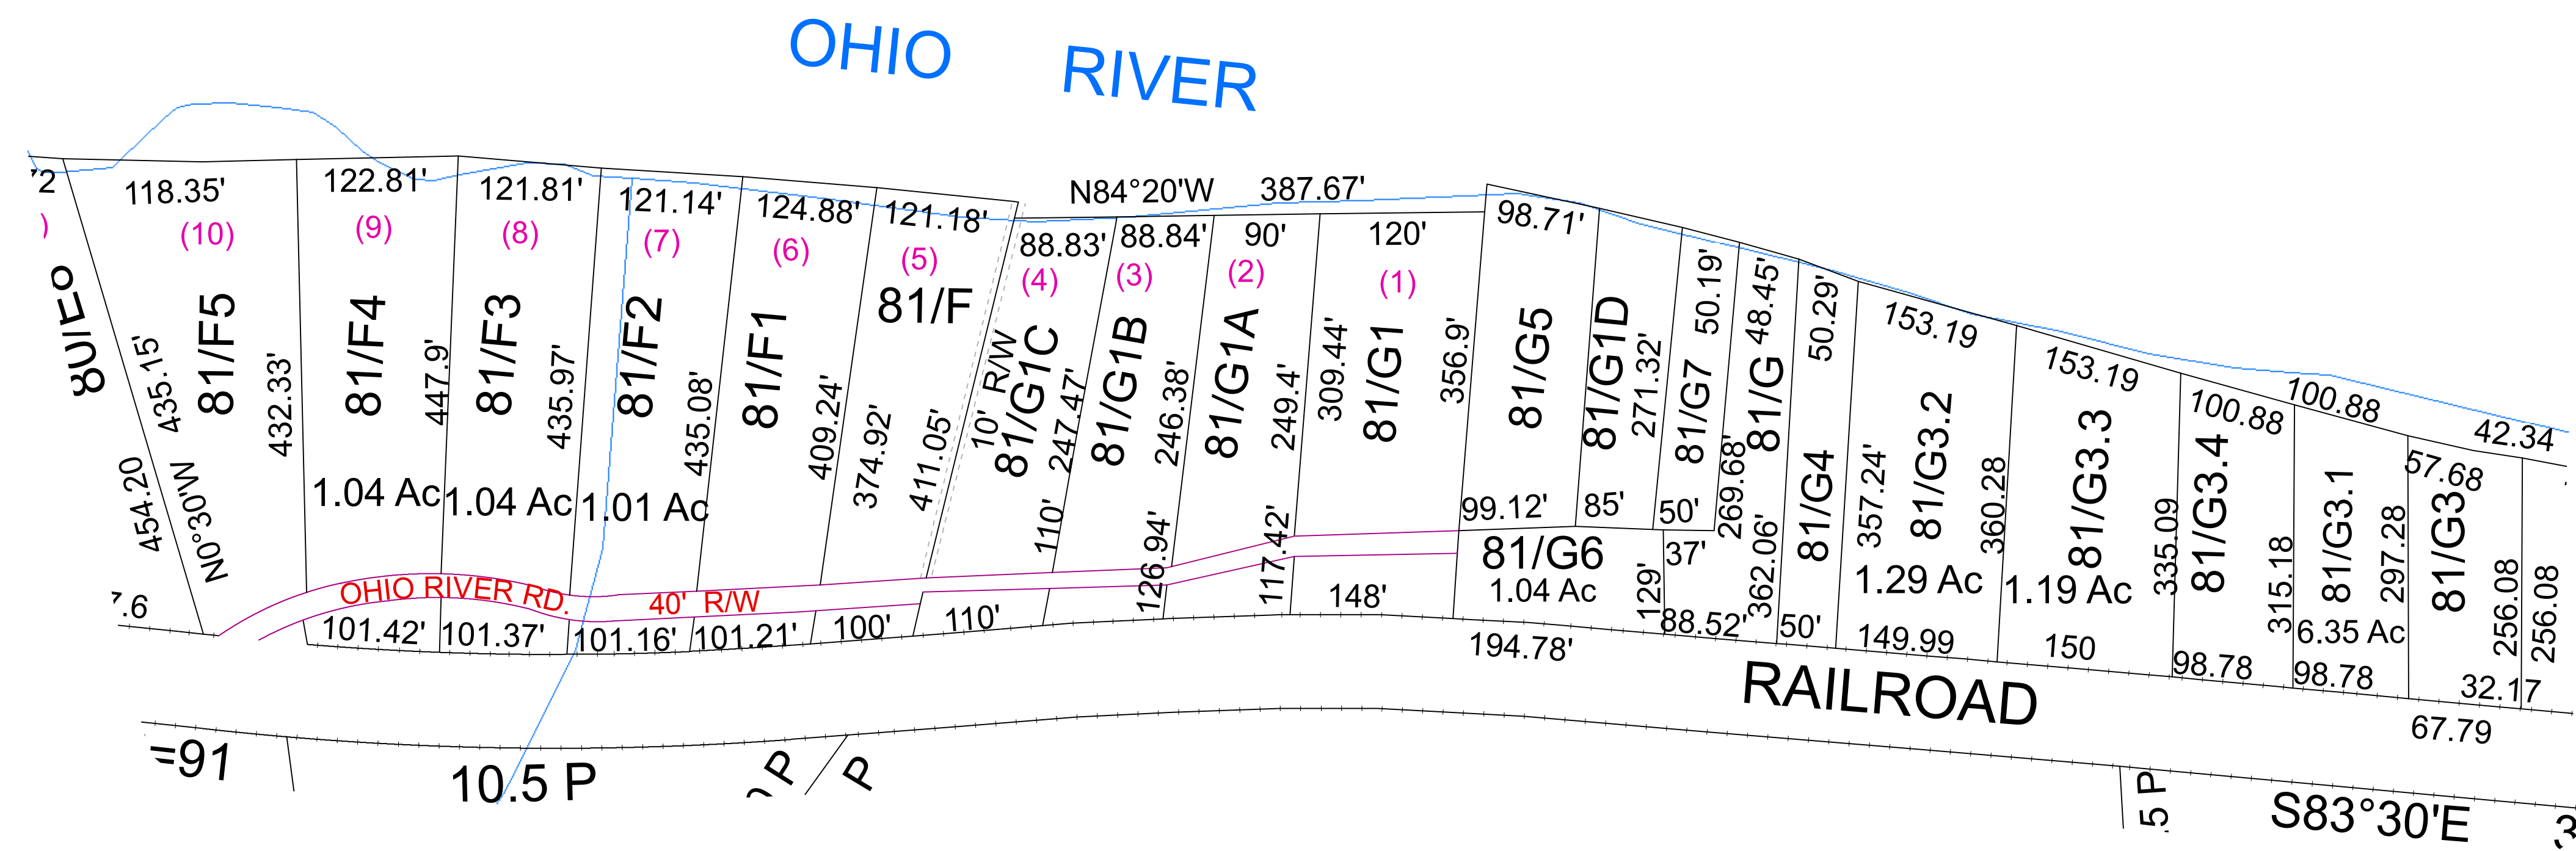 OHIO RIVER
'72
118.35'
122.81'
121.81'
121.14'
124.88'
121.18'
N84°20'W 387.67'
88.83'
88.84'
90'
120'
98.71'
50.19'
48.45'
50.29'
153.19
153.19
100.88
100.88
42.34
57.68
)
(10)
(9)
(8)
(7)
(6)
(5)
(4)
(3)
(2)
(1)
81/F5
81/F4
81/F3
81/F2
81/F1
81/F
81/G1C
81/G1B
81/G1A
81/G1
81/G5
81/G1D
81/G7
81/G
81/G4
81/G3.2
81/G3.3
81/G3.4
81/G3.1
81/G3
454.20
435.15'
N0°30'W
432.33'
447.9'
435.97'
435.08'
409.24'
374.92'
411.05'
10' R/W
247.47'
110'
246.38'
126.94'
249.4'
117.42'
309.44'
356.9'
271.32'
269.68'
362.06'
357.24'
360.28
335.09
315.18
297.28
256.08
256.08
1.04 Ac
1.04 Ac
1.01 Ac
99.12'
85'
50'
81/G6
1.04 Ac
37'
129'
1.29 Ac
1.19 Ac
6.35 Ac
OHIO RIVER RD.
40' R/W
7.6
101.42'
101.37'
101.16'
101.21'
100'
110'
148'
194.78'
88.52'
50'
149.99
150
98.78
98.78
32.17
67.79
RAILROAD
=91
10.5 P
P
P
.5 P
S83°30'E
3